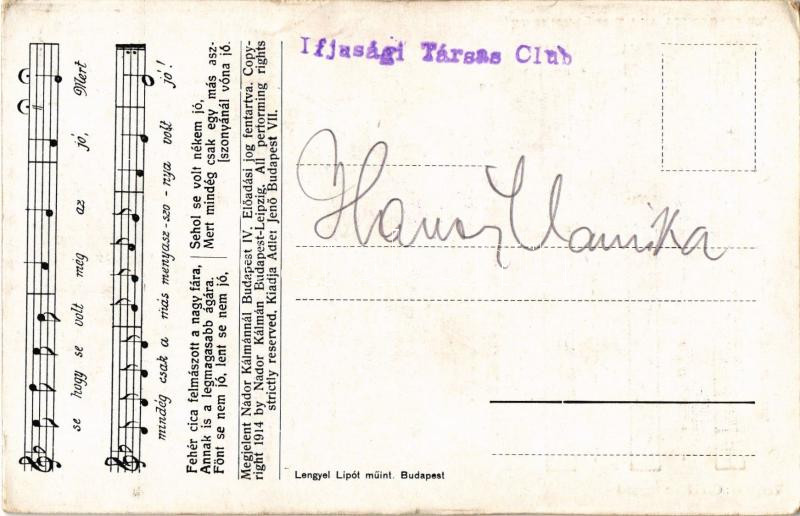 se hogy se volt meg az jó, Mert
mindég csak a más menyasz-szo-nya volt jó!
Fehér cica felmászott a nagy fára,
Annak is a legmagasabb ágára.
Fönt se nem jó, lent se nem jó,
Sehol se volt nékem jó,
Mert mindég csak egy más asz-
[szonyánál vóna jó.
Megjelent Nádor Kálmánnál Budapest IV. Előadási jog fentartva. Copy-
right 1914 by Nador Kálmán Budapest-Leipzig. All pertorming rights
strictly reserved. Kiadja Adler Jenő Budapest VII.
Ifjusági Társas Club
Lengyel Lipót műint. Budapest